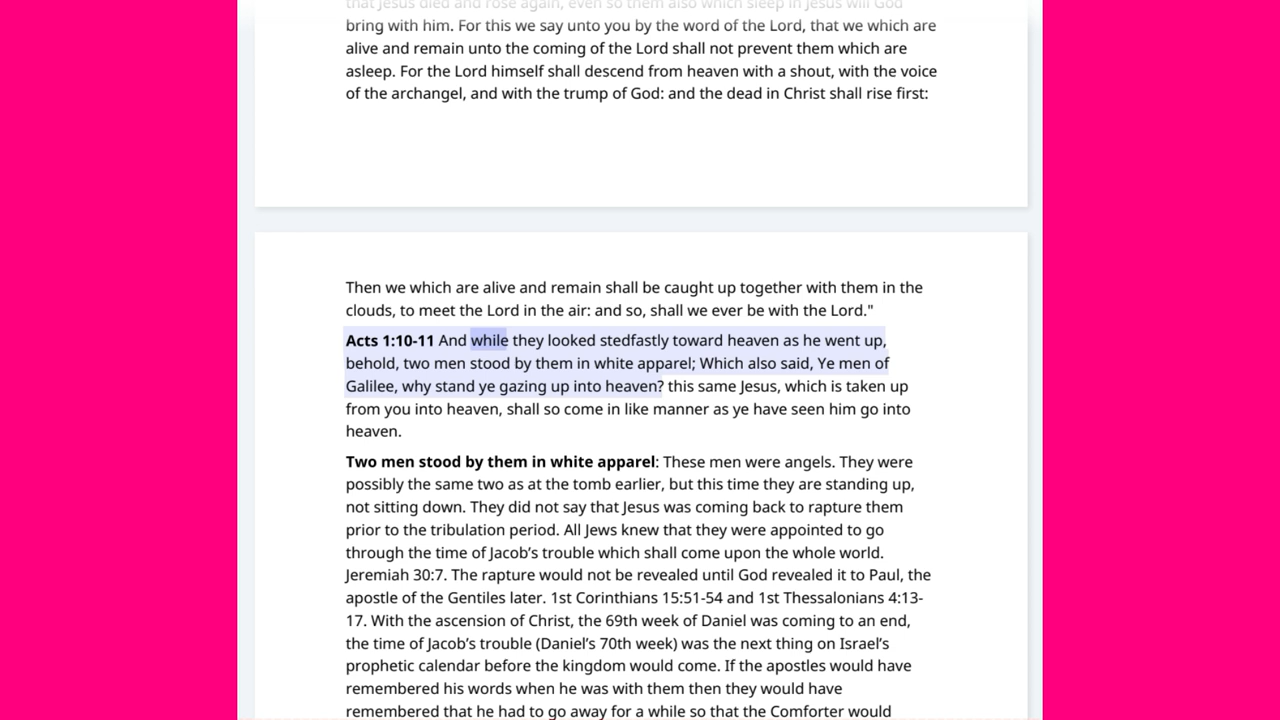 that Jesus died and rose again, even so them also which sleep in Jesus will God
bring with him. For this we say unto you by the word of the Lord, that we which are
alive and remain unto the coming of the Lord shall not prevent them which are
asleep. For the Lord himself shall descend from heaven with a shout, with the voice
of the archangel, and with the trump of God: and the dead in Christ shall rise first:
Then we which are alive and remain shall be caught up together with them in the
clouds, to meet the Lord in the air: and so, shall we ever be with the Lord."
Acts 1:10-11 And while they looked stedfastly toward heaven as he went up,
behold, two men stood by them in white apparel; Which also said, Ye men of
Galilee, why stand ye gazing up into heaven? this same Jesus, which is taken up
from you into heaven, shall so come in like manner as ye have seen him go into
heaven.
Two men stood by them in white apparel: These men were angels. They were
possibly the same two as at the tomb earlier, but this time they are standing up,
not sitting down. They did not say that Jesus was coming back to rapture them
prior to the tribulation period. All Jews knew that they were appointed to go
through the time of Jacob’s trouble which shall come upon the whole world.
Jeremiah 30:7. The rapture would not be revealed until God revealed it to Paul, the
apostle of the Gentiles later. 1st Corinthians 15:51-54 and 1st Thessalonians 4:13-
17. With the ascension of Christ, the 69th week of Daniel was coming to an end,
the time of Jacob’s trouble (Daniel’s 70th week) was the next thing on Israel’s
prophetic calendar before the kingdom would come. If the apostles would have
remembered his words when he was with them then they would have
remembered that he had to go away for a while so that the Comforter would